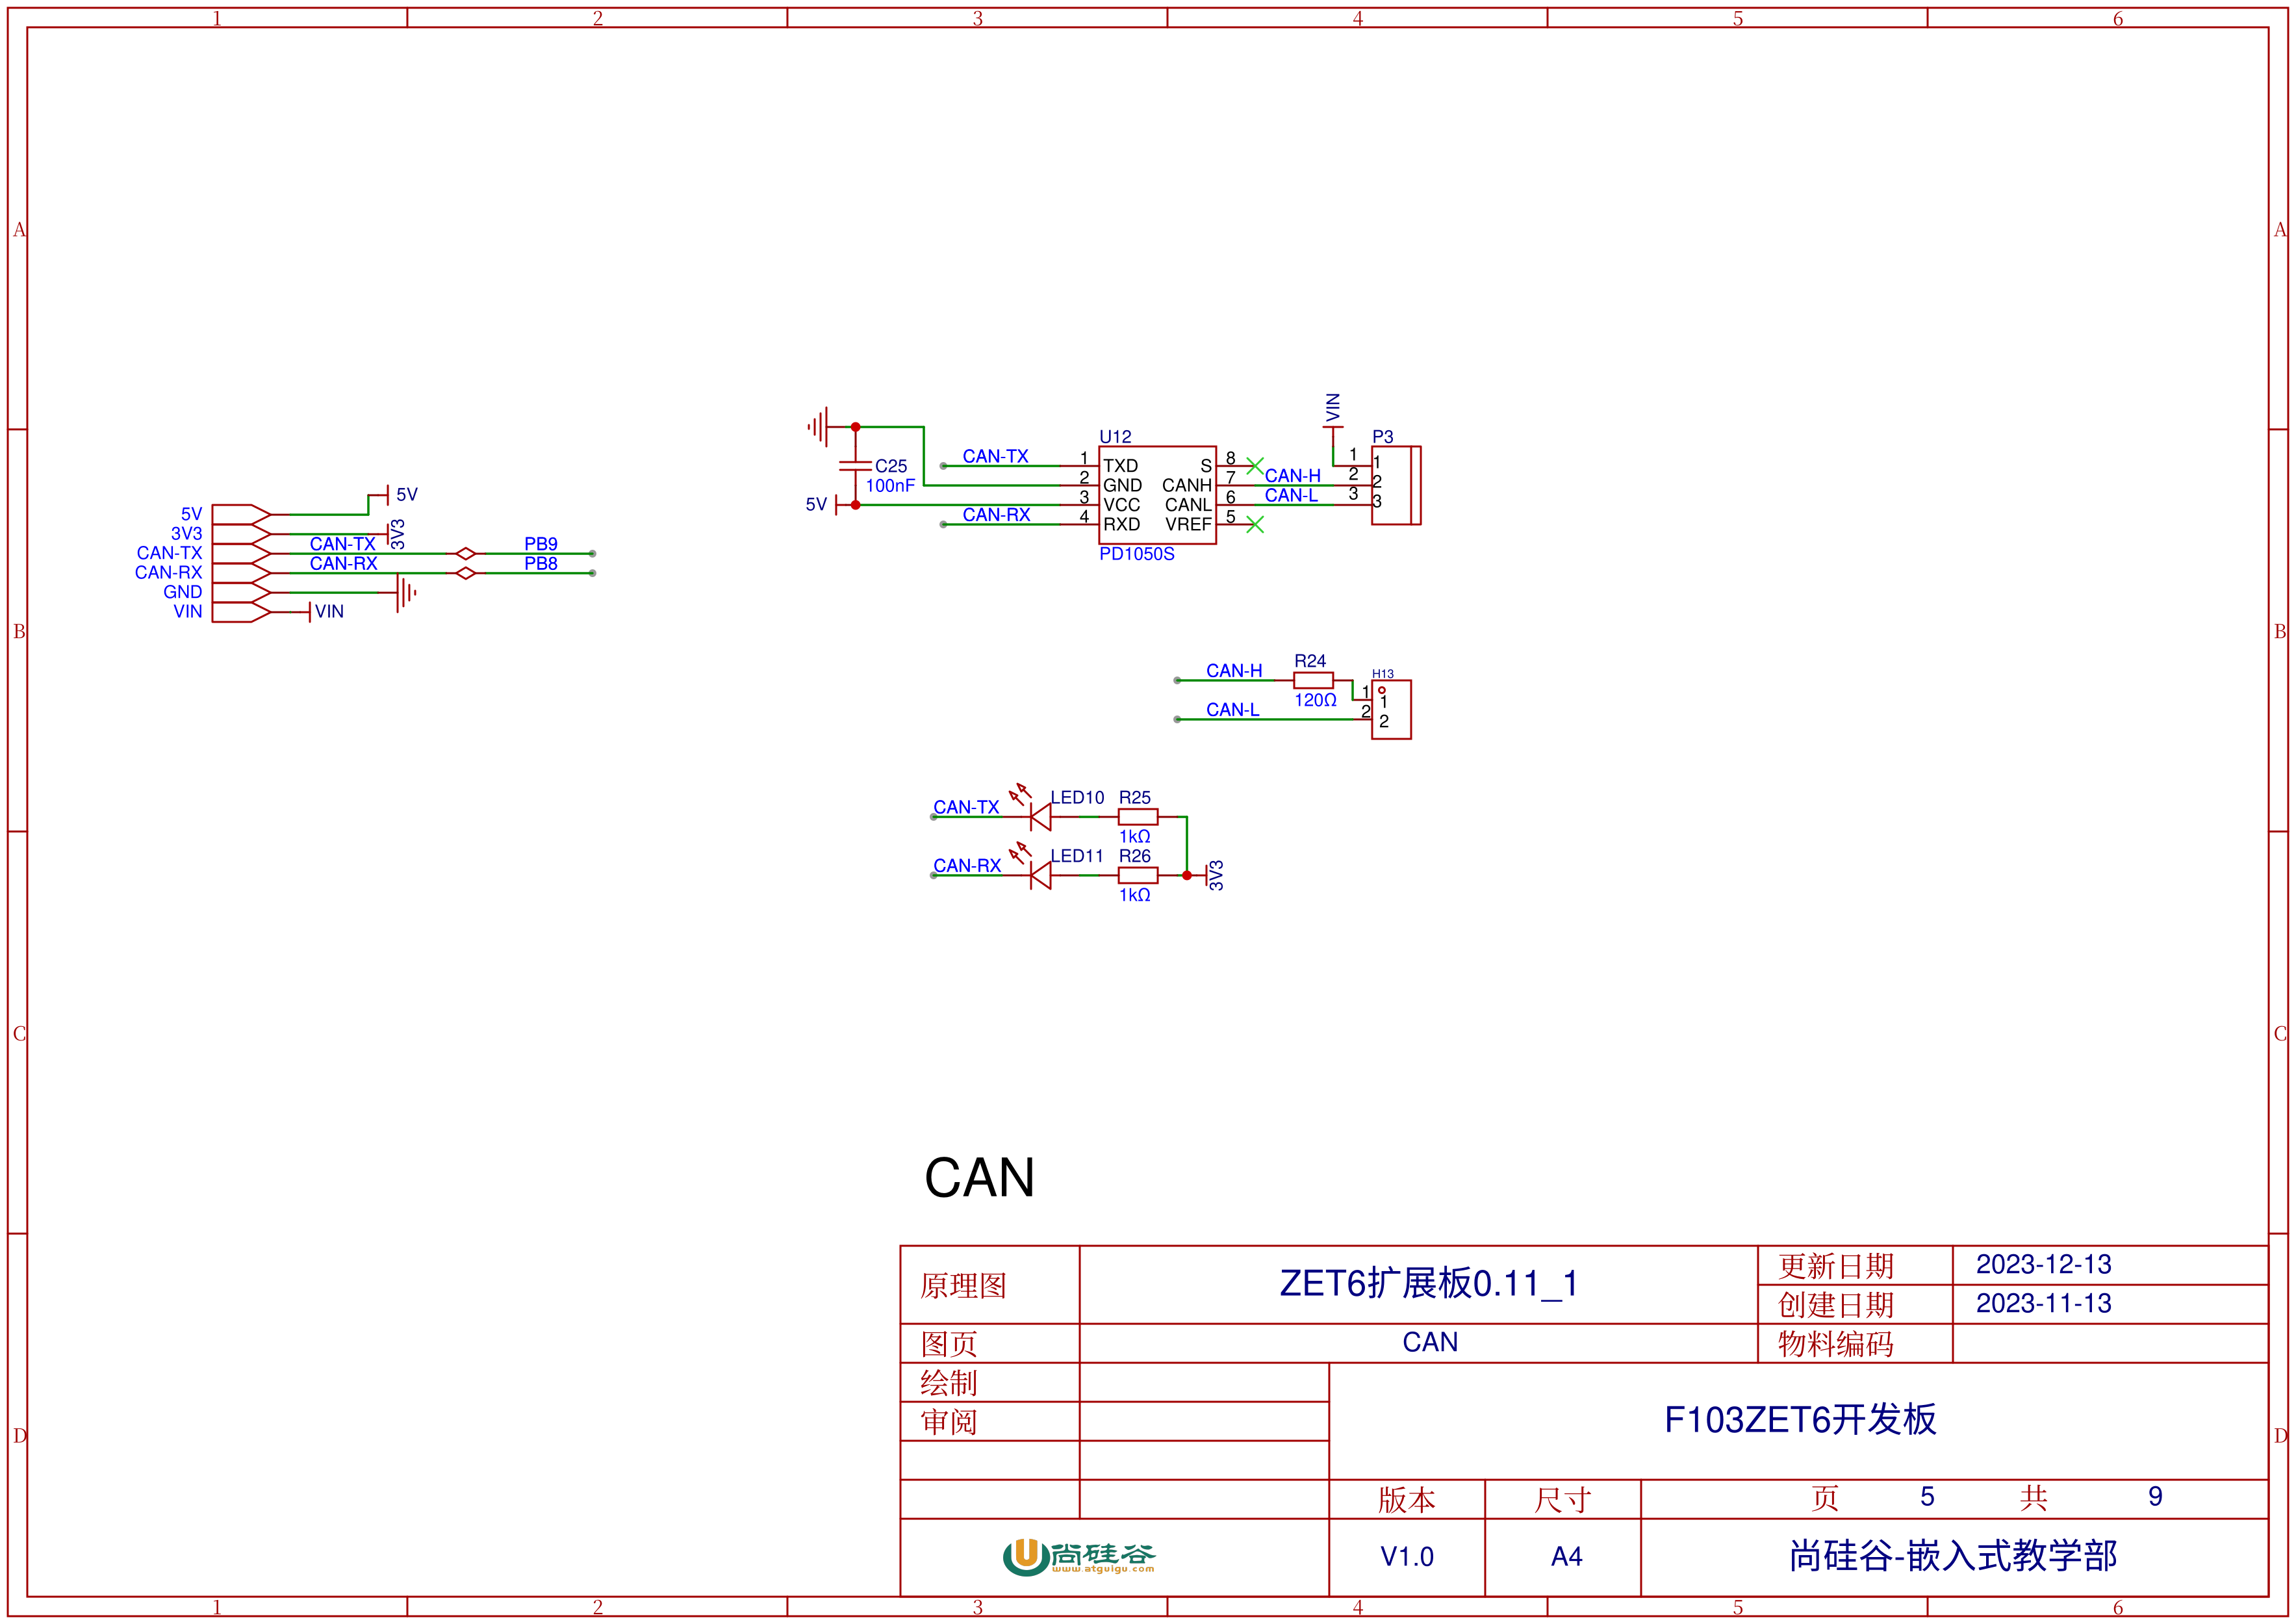 1 2 3 4 5 6
A A
VIN
U12 P3
CAN-TX 1 TXD S 8 1 1
C25 2 GND CANH 7 CAN-H 2 2
100nF
5V 3 VCC CANL 6 CAN-L 3 3
CAN-RX 4 RXD VREF 5
PD1050S
5V 5V
3V3 3V3
CAN-TX CAN-TX PB9
CAN-RX CAN-RX PB8
GND
VIN VIN
B B
CAN-H R24 H13
120Ω 1 1
CAN-L 2 2
CAN-TX LED10 R25
1kΩ
CAN-RX LED11 R26
1kΩ 3V3
C C
CAN
原理图 ZET6扩展板0.11_1 更新日期 2023-12-13
创建日期 2023-11-13
图页 CAN 物料编码
绘制
审阅 F103ZET6开发板
D D
版本 尺寸 页 5 共 9
尚硅谷 V1.0 A4 尚硅谷-嵌入式教学部
www.atguigu.com
1 2 3 4 5 6